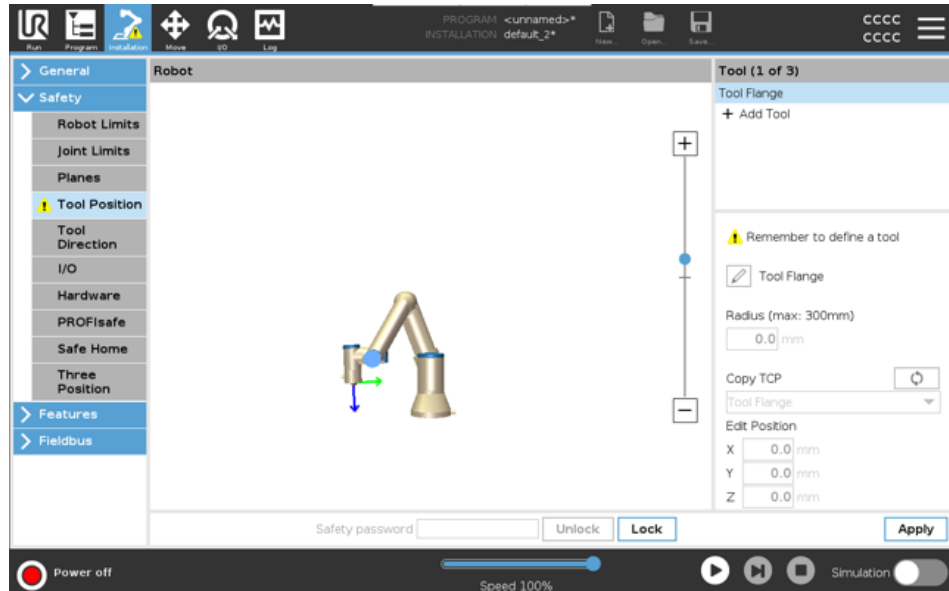 UR
PROGRAM <unnamed>*
INSTALLATION default_2*
CCCC
CCCC
Run
Program
Installation
Move
I/O
Log
New...
Open...
Save...
General
Safety
Robot Limits
Joint Limits
Planes
Tool Position
Tool
Direction
I/O
Hardware
PROFIsafe
Safe Home
Three
Position
Features
Fieldbus
Robot
Tool (1 of 3)
Tool Flange
+ Add Tool
Remember to define a tool
Tool Flange
Radius (max: 300mm)
0.0 mm
Copy TCP
Tool Flange
Edit Position
X 0.0 mm
Y 0.0 mm
Z 0.0 mm
Safety password
Unlock
Lock
Apply
Power off
Speed 100%
Simulation